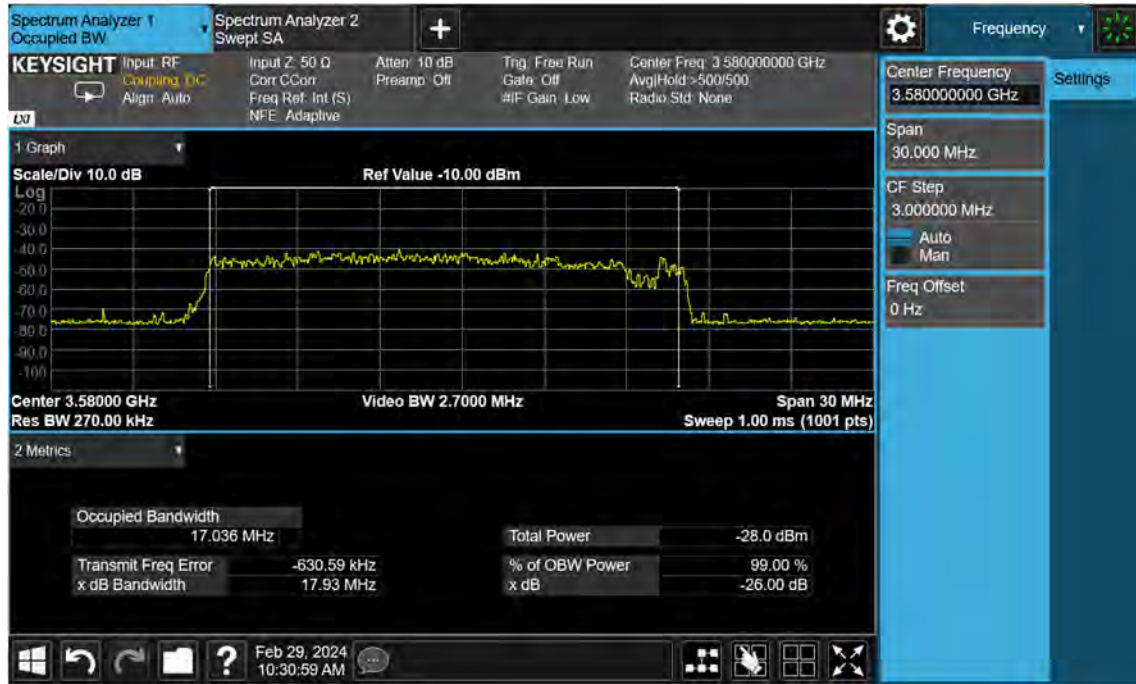 Spectrum Analyzer 1
Occupied BW
Spectrum Analyzer 2
Swept SA
Frequency
KEYSIGHT
Input: RF
Coupling: DC
Align: Auto
Input Z: 50 Ω
Corr CCorr
Freq Ref: Int (S)
NFE: Adaptive
Atten: 10 dB
Preamp: Off
Trig: Free Run
Gate: Off
#IF Gain: Low
Center Freq: 3.580000000 GHz
Avg|Hold:>500/500
Radio Std: None
LXI
Center Frequency
3.580000000 GHz
Settings
Span
30.000 MHz
CF Step
3.000000 MHz
Auto
Man
Freq Offset
0 Hz
1 Graph
Scale/Div 10.0 dB
Ref Value -10.00 dBm
Log
-20.0
-30.0
-40.0
-50.0
-60.0
-70.0
-80.0
-90.0
-100
Center 3.58000 GHz
Video BW 2.7000 MHz
Span 30 MHz
Res BW 270.00 kHz
Sweep 1.00 ms (1001 pts)
2 Metrics
Occupied Bandwidth
17.036 MHz
Total Power -28.0 dBm
Transmit Freq Error -630.59 kHz
% of OBW Power 99.00 %
x dB Bandwidth 17.93 MHz
x dB -26.00 dB
?
Feb 29, 2024
10:30:59 AM